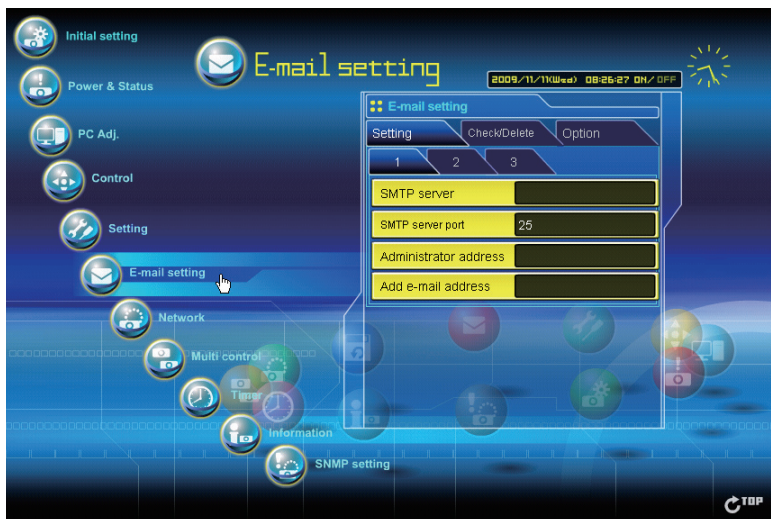 Initial setting
Power & Status
PC Adj.
Control
Setting
E-mail setting
Network
Multi control
Timer
Information
SNMP setting
E-mail setting
2009/11/11(Wed) 08:26:27 ON/OFF
E-mail setting
Setting Check/Delete Option
1 2 3
SMTP server
SMTP server port 25
Administrator address
Add e-mail address
TOP